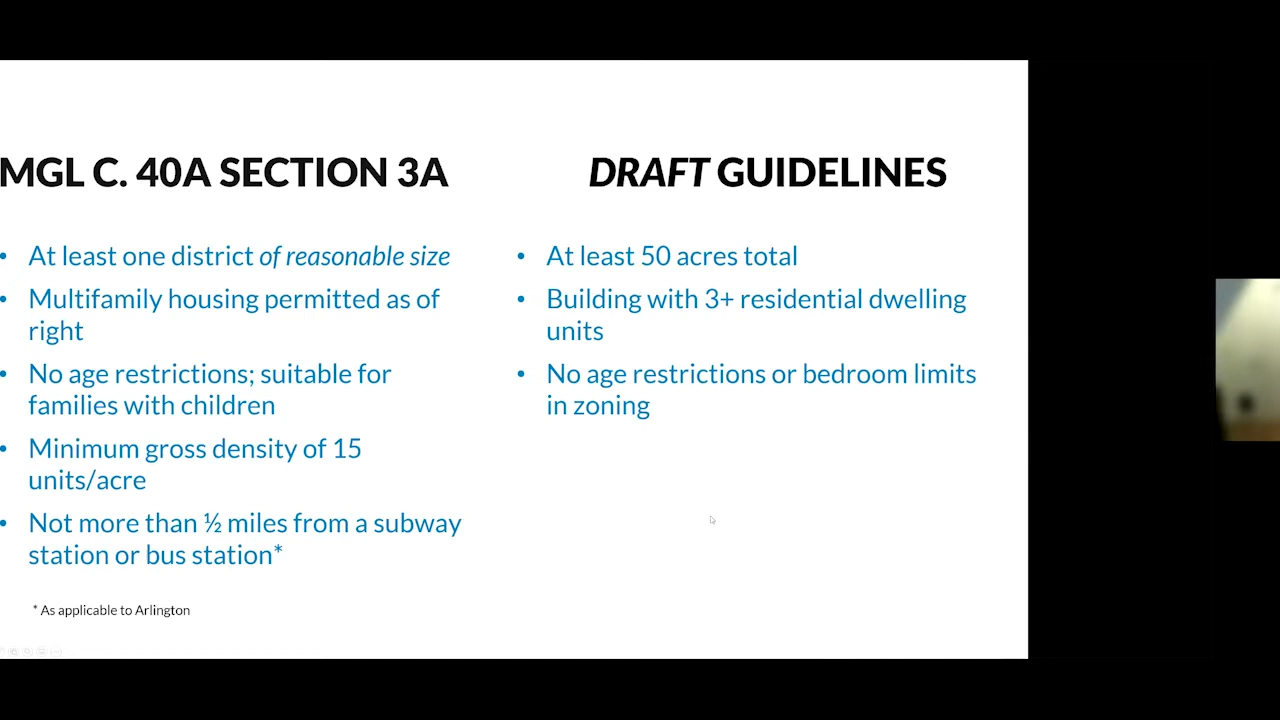 MGL C. 40A SECTION 3A
• At least one district of reasonable size
• Multifamily housing permitted as of
right
• No age restrictions; suitable for
families with children
• Minimum gross density of 15
units/acre
• Not more than ½ miles from a subway
station or bus station*
* As applicable to Arlington
DRAFT GUIDELINES
• At least 50 acres total
• Building with 3+ residential dwelling
units
• No age restrictions or bedroom limits
in zoning